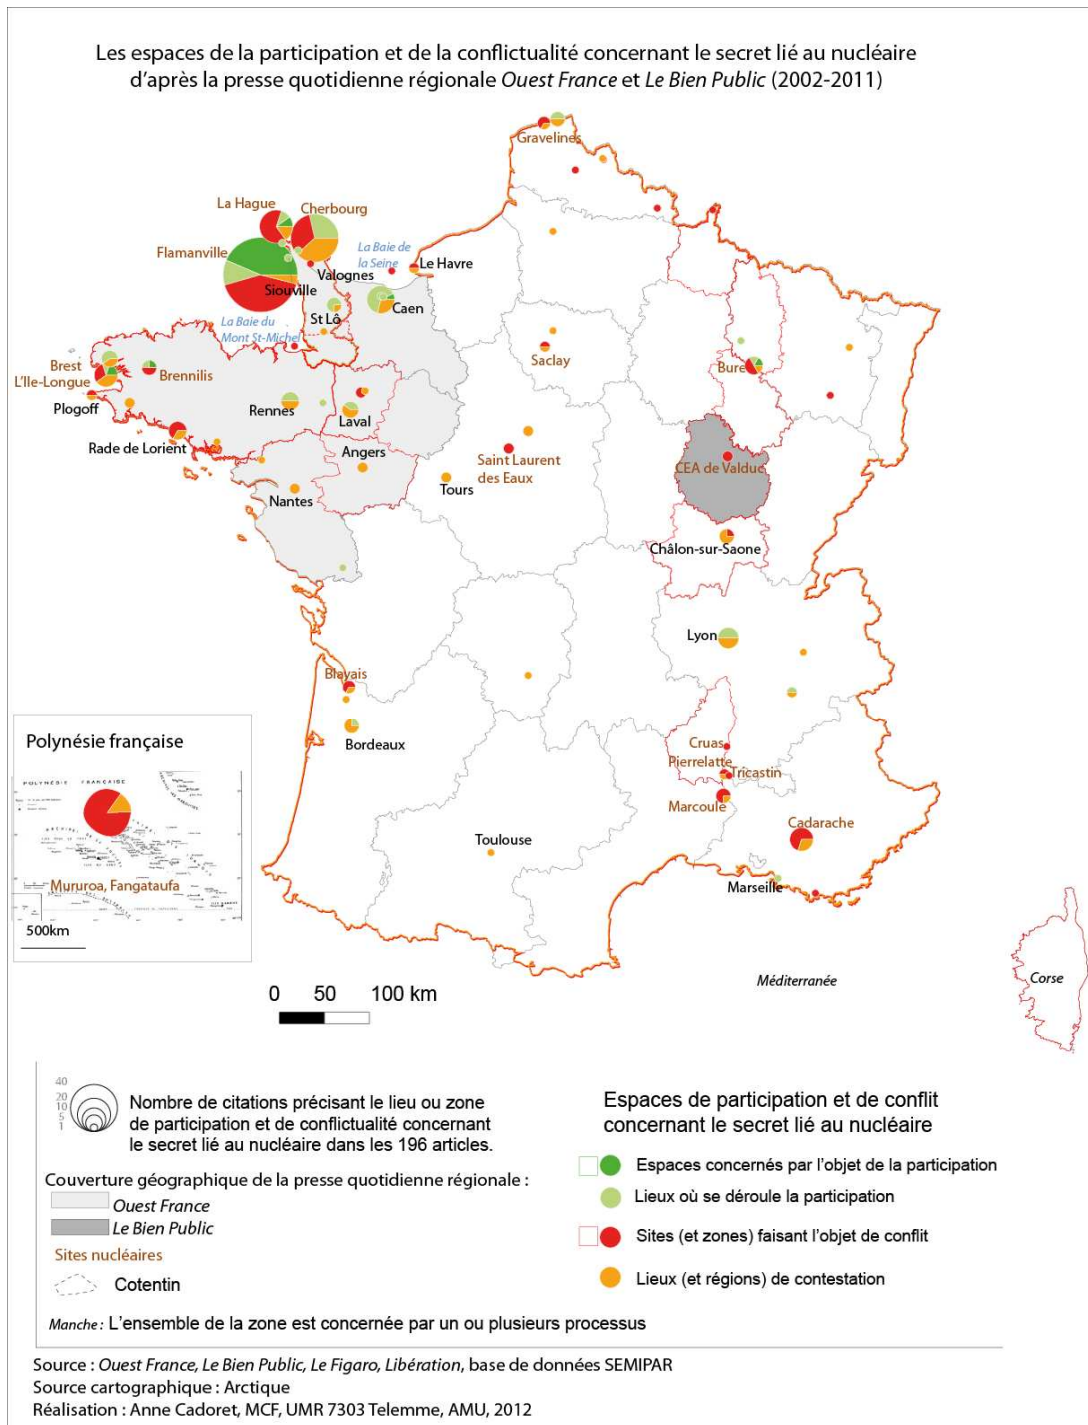 Les espaces de la participation et de la conflictualité concernant le secret lié au nucléaire
d'après la presse quotidienne régionale Ouest France et Le Bien Public (2002-2011)
Gravelines
La Hague
Cherbourg
Flamanville
La Baie de
la Seine
Le Havre
Valognes
Siouville
St Lô
Caen
La Baie du
Mont St-Michel
Saclay
Bure
Brest
L'Ile-Longue
Brennilis
Plogoff
Rennes
Laval
Rade de Lorient
Angers
Saint Laurent
des Eaux
CEA de Valduc
Tours
Nantes
Châlon-sur-Saone
Lyon
Blayais
Bordeaux
Cruas
Pierrelatte
Tricastin
Marcoule
Cadarache
Toulouse
Marseille
Polynésie française
POLYNÉSIE FRANÇAISE
Mururoa, Fangataufa
500km
Méditerranée
Corse
0 50 100 km
40
20
10
5
1
Nombre de citations précisant le lieu ou zone
de participation et de conflictualité concernant
le secret lié au nucléaire dans les 196 articles.
Couverture géographique de la presse quotidienne régionale :
Ouest France
Le Bien Public
Sites nucléaires
Cotentin
Manche : L'ensemble de la zone est concernée par un ou plusieurs processus
Espaces de participation et de conflit
concernant le secret lié au nucléaire
Espaces concernés par l'objet de la participation
Lieux où se déroule la participation
Sites (et zones) faisant l'objet de conflit
Lieux (et régions) de contestation
Source : Ouest France, Le Bien Public, Le Figaro, Libération, base de données SEMIPAR
Source cartographique : Arctique
Réalisation : Anne Cadoret, MCF, UMR 7303 Telemme, AMU, 2012